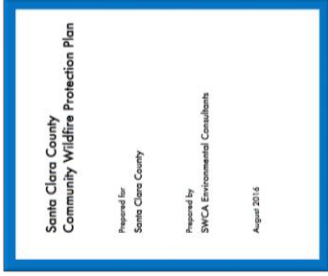 Santa Clara County
Community Wildfire Protection Plan
Prepared for
Santa Clara County
Prepared by
SWCA Environmental Consultants
August 2016